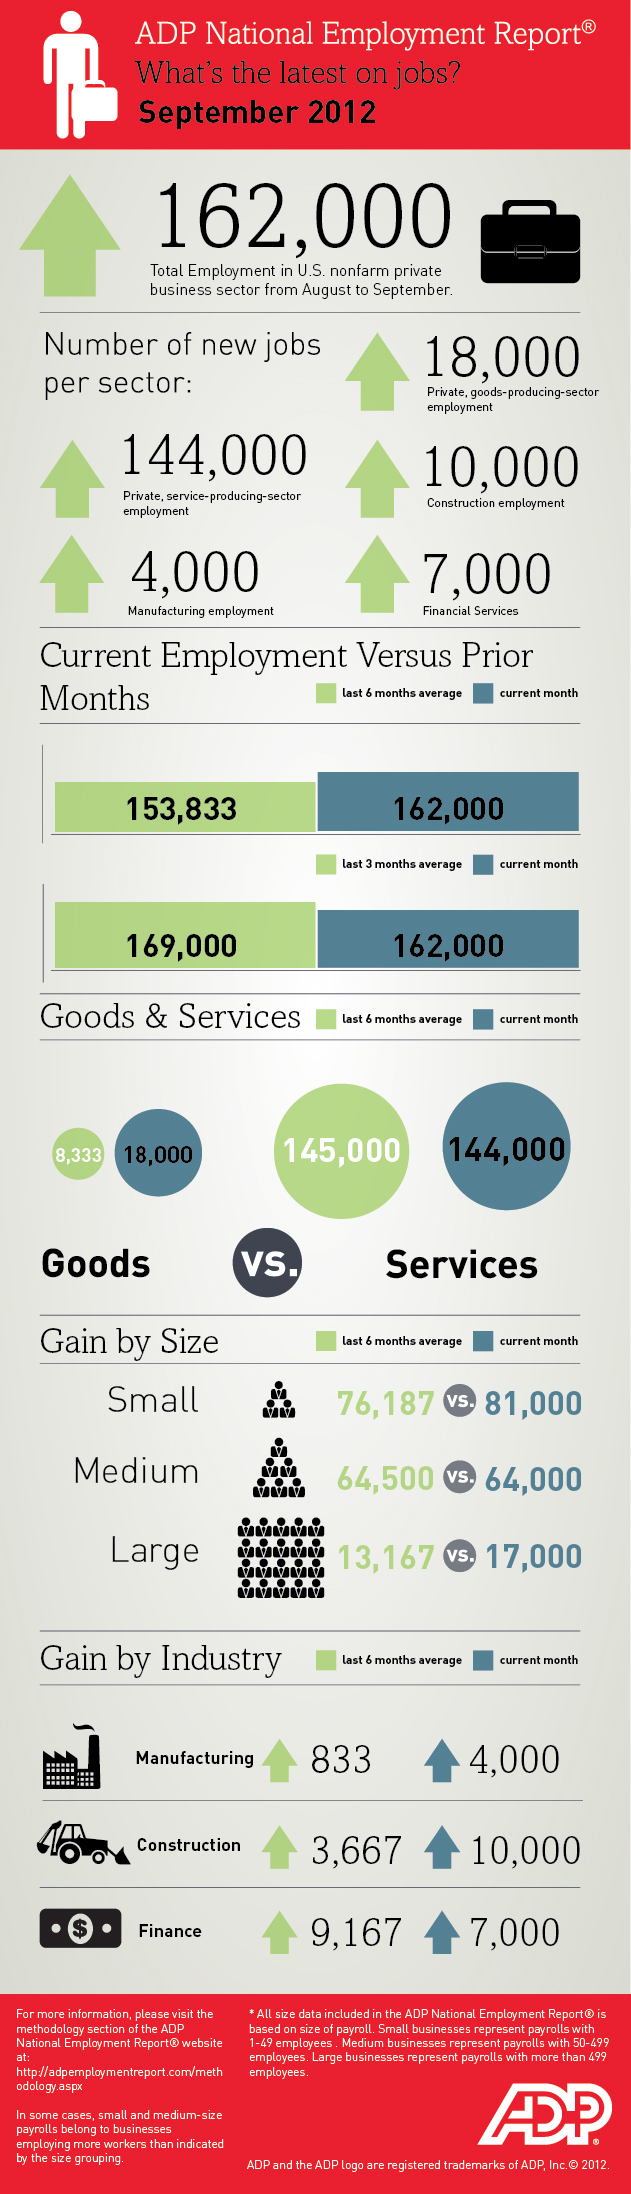 ADP National Employment Report®
What's the latest on jobs?
September 2012
162,000
Total Employment in U.S. nonfarm private
business sector from August to September.
Number of new jobs
per sector:
18,000
Private, goods-producing-sector
employment
144,000
Private, service-producing-sector
employment
10,000
Construction employment
4,000
Manufacturing employment
7,000
Financial Services
Current Employment Versus Prior
Months
last 6 months average
current month
153,833
162,000
last 3 months average
current month
169,000
162,000
Goods & Services
last 6 months average
current month
8,333
18,000
145,000
144,000
Goods
vs.
Services
Gain by Size
last 6 months average
current month
Small
76,187 vs. 81,000
Medium
64,500 vs. 64,000
Large
13,167 vs. 17,000
Gain by Industry
last 6 months average
current month
Manufacturing
833
4,000
Construction
3,667
10,000
$
Finance
9,167
7,000
For more information, please visit the
methodology section of the ADP
National Employment Report® website
at:
http://adpemploymentreport.com/meth
odology.aspx
In some cases, small and medium-size
payrolls belong to businesses
employing more workers than indicated
by the size grouping.
* All size data included in the ADP National Employment Report® is
based on size of payroll. Small businesses represent payrolls with
1-49 employees . Medium businesses represent payrolls with 50-499
employees. Large businesses represent payrolls with more than 499
employees.
ADP®
ADP and the ADP logo are registered trademarks of ADP, Inc.© 2012.